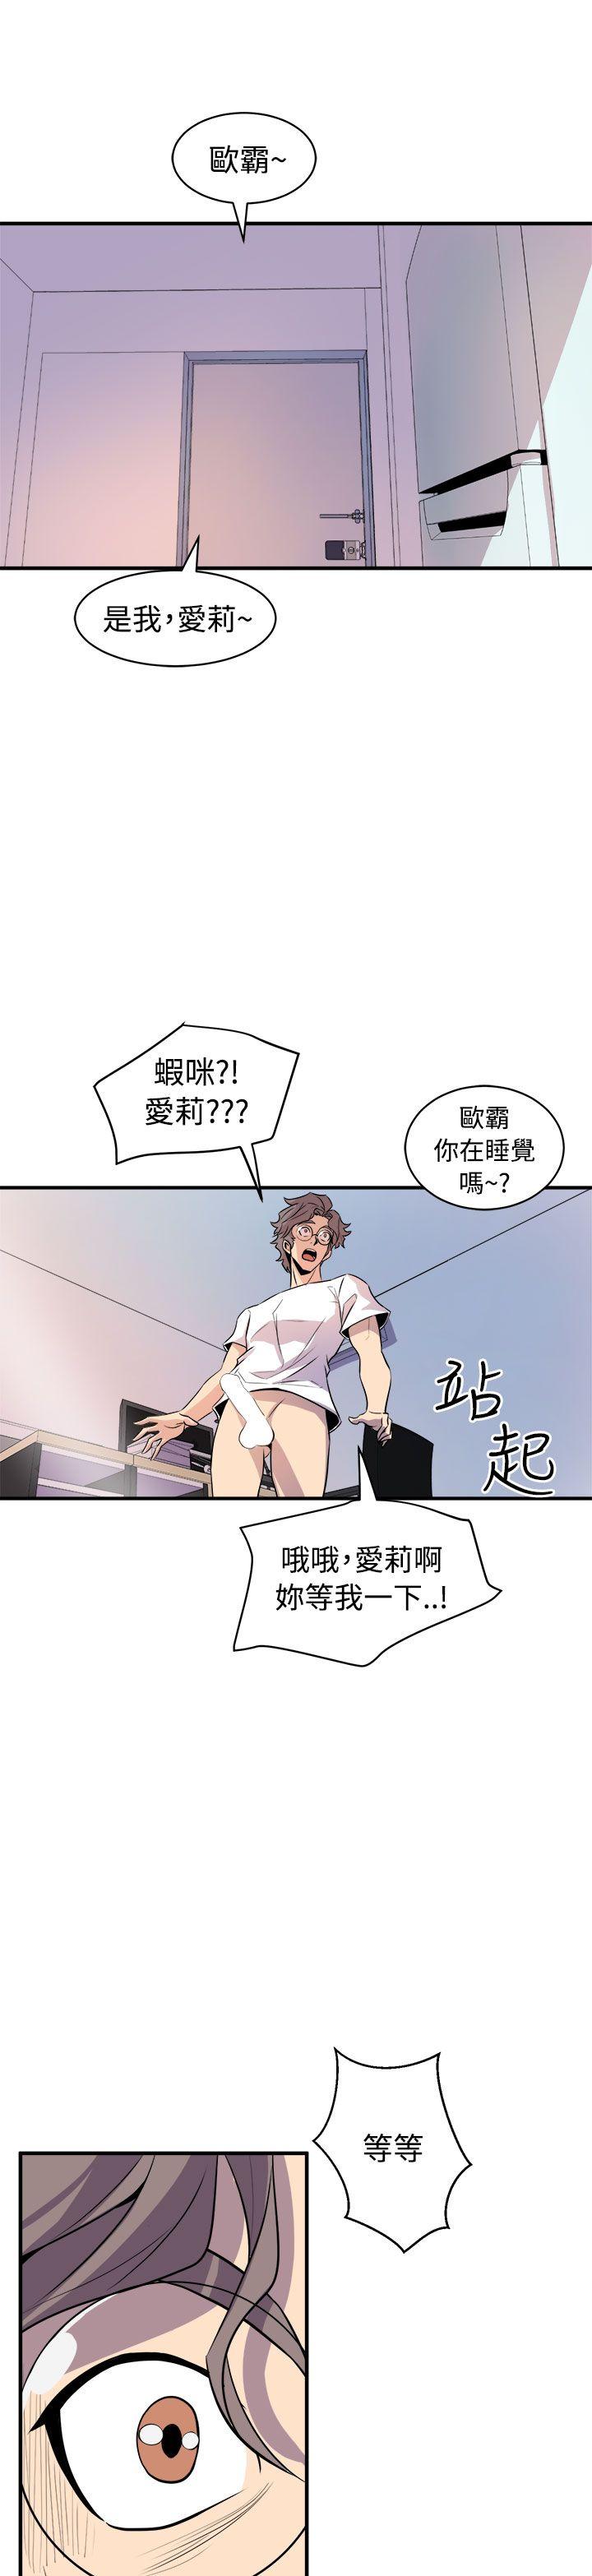 歐霸~
是我，愛莉~
蝦咪?!
愛莉???
歐霸
你在睡覺
嗎~?
站起
哦哦，愛莉啊
妳等我一下..!
等等